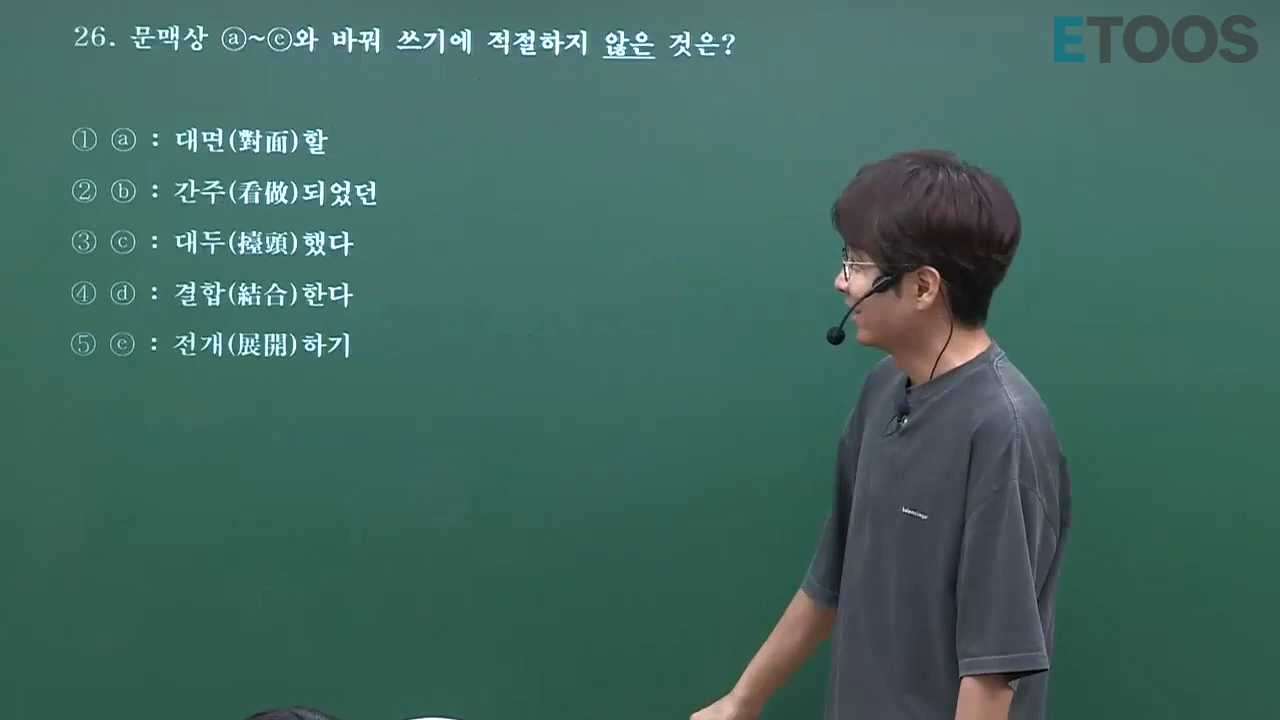 26. 문맥상 ⓐ~ⓔ와 바꿔 쓰기에 적절하지 않은 것은?
ETOOS
① ⓐ : 대면(對面)할
② ⓑ : 간주(看做)되었던
③ ⓒ : 대두(擡頭)했다
④ ⓓ : 결합(結合)한다
⑤ ⓔ : 전개(展開)하기